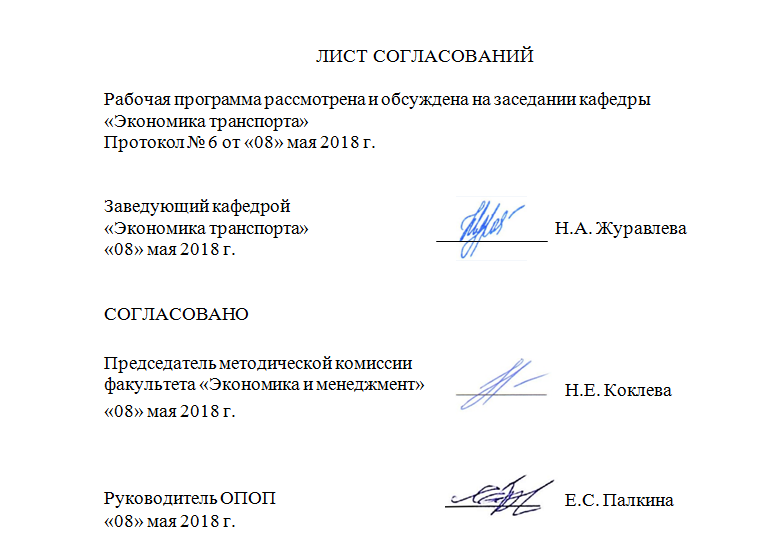 ЛИСТ СОГЛАСОВАНИЙ
Рабочая программа рассмотрена и обсуждена на заседании кафедры
«Экономика транспорта»
Протокол № 6 от «08» мая 2018 г.
Заведующий кафедрой
«Экономика транспорта» Н.А. Журавлева
«08» мая 2018 г.
СОГЛАСОВАНО
Председатель методической комиссии
факультета «Экономика и менеджмент» Н.Е. Коклева
«08» мая 2018 г.
Руководитель ОПОП Е.С. Палкина
«08» мая 2018 г.